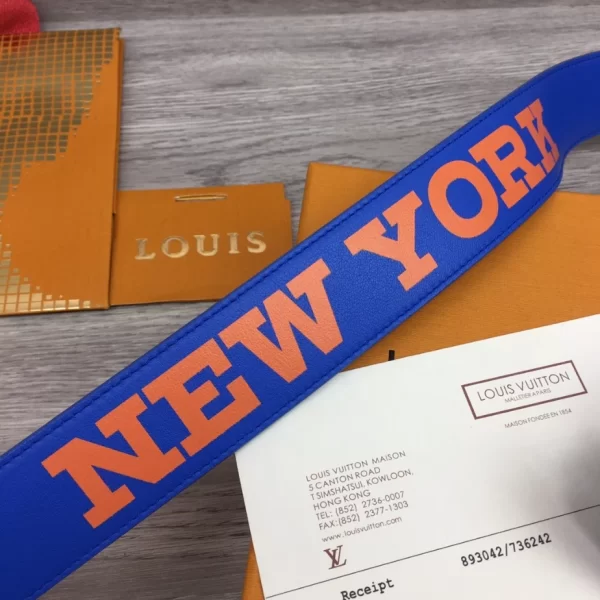 LOUIS
NEW YORK
LOUIS VUITTON
MALLETIER A PARIS
MAISON FONDÉE EN 1854
LOUIS VUITTON MAISON
5 CANTON ROAD
TSIMSHATSUI, KOWLOON,
HONG KONG
TEL: (852) 2736-0007
FAX:(852) 2377-1303
www.louisvuitton.com
LV
893042/736242
Receipt